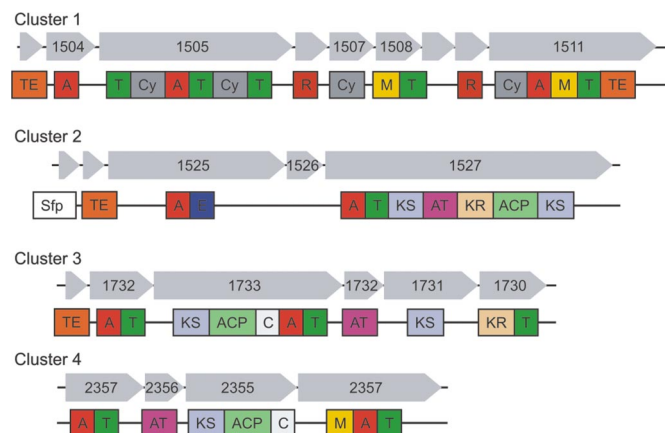 Cluster 1
1504 1505 1507 1508 1511
TE A T Cy A T Cy T R Cy M T R Cy A M T TE
Cluster 2
1525 1526 1527
Sfp TE A E A T KS AT KR ACP KS
Cluster 3
1732 1733 1732 1731 1730
TE A T KS ACP C A T AT KS KR T
Cluster 4
2357 2356 2355 2357
A T AT KS ACP C M A T